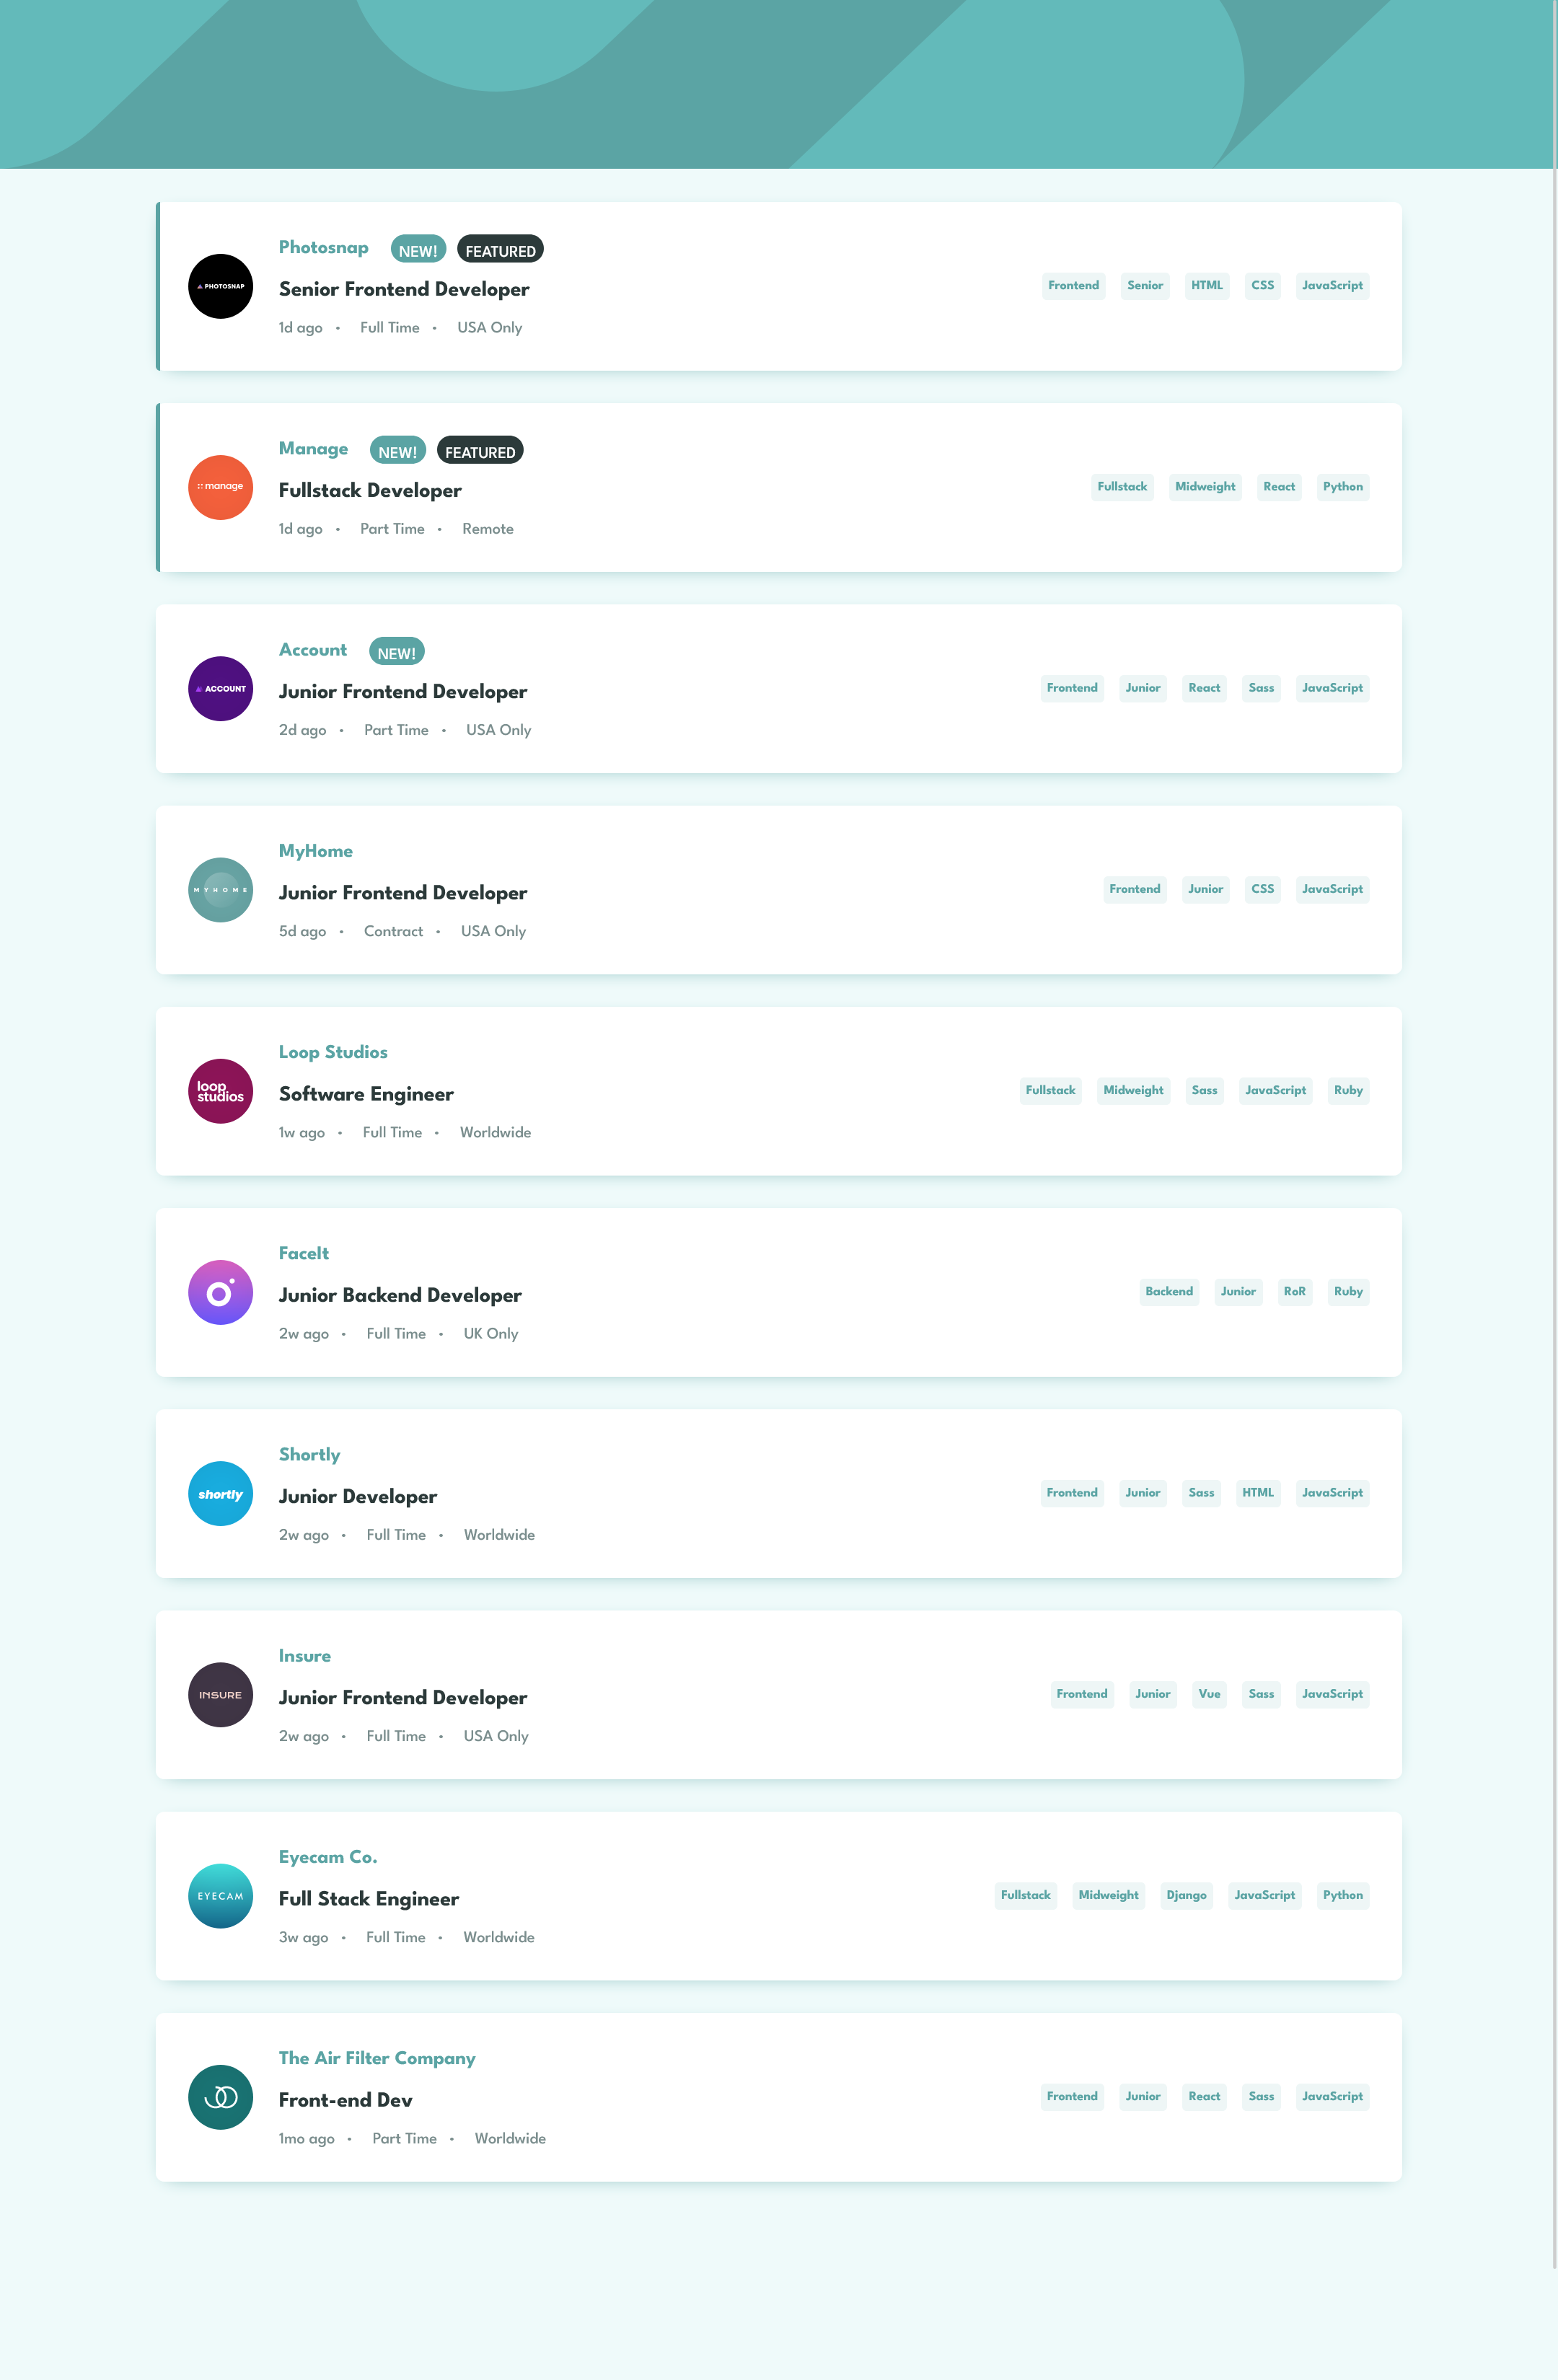 Photosnap NEW! FEATURED
PHOTOSNAP
Senior Frontend Developer
1d ago • Full Time • USA Only
Frontend Senior HTML CSS JavaScript
Manage NEW! FEATURED
manage
Fullstack Developer
1d ago • Part Time • Remote
Fullstack Midweight React Python
Account NEW!
ACCOUNT
Junior Frontend Developer
2d ago • Part Time • USA Only
Frontend Junior React Sass JavaScript
MyHome
MYHOME
Junior Frontend Developer
5d ago • Contract • USA Only
Frontend Junior CSS JavaScript
Loop Studios
loop
studios
Software Engineer
1w ago • Full Time • Worldwide
Fullstack Midweight Sass JavaScript Ruby
FaceIt
Junior Backend Developer
2w ago • Full Time • UK Only
Backend Junior RoR Ruby
Shortly
shortly
Junior Developer
2w ago • Full Time • Worldwide
Frontend Junior Sass HTML JavaScript
Insure
INSURE
Junior Frontend Developer
2w ago • Full Time • USA Only
Frontend Junior Vue Sass JavaScript
Eyecam Co.
EYECAM
Full Stack Engineer
3w ago • Full Time • Worldwide
Fullstack Midweight Django JavaScript Python
The Air Filter Company
Front-end Dev
1mo ago • Part Time • Worldwide
Frontend Junior React Sass JavaScript